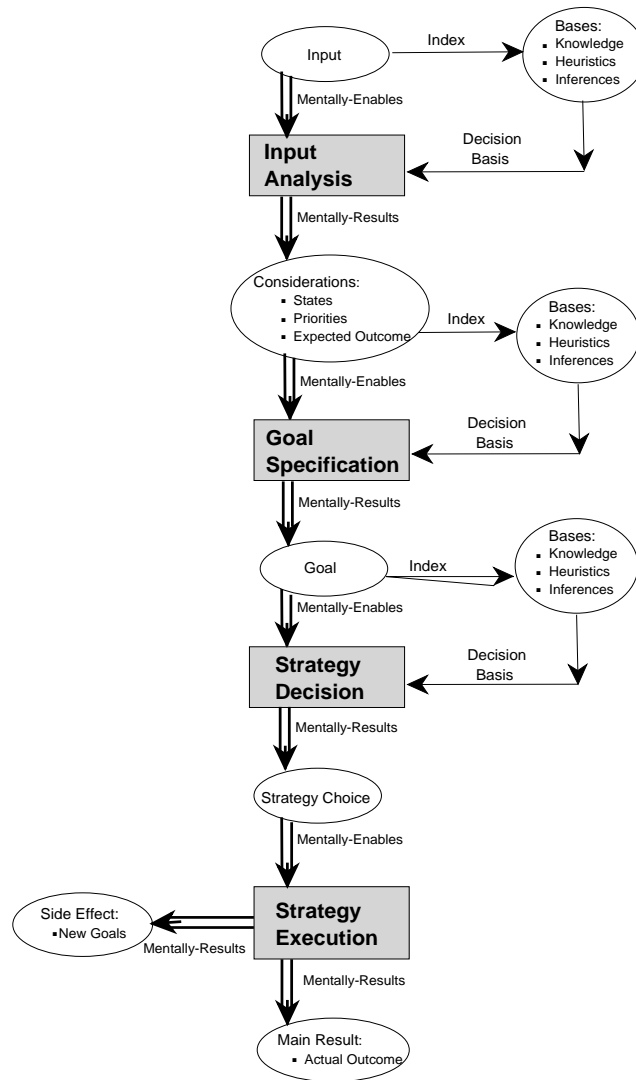 Input
Index
Bases:
▪ Knowledge
▪ Heuristics
▪ Inferences
Mentally-Enables
Input
Analysis
Decision
Basis
Mentally-Results
Considerations:
▪ States
▪ Priorities
▪ Expected Outcome
Index
Bases:
▪ Knowledge
▪ Heuristics
▪ Inferences
Mentally-Enables
Goal
Specification
Decision
Basis
Mentally-Results
Goal
Index
Bases:
▪ Knowledge
▪ Heuristics
▪ Inferences
Mentally-Enables
Strategy
Decision
Decision
Basis
Mentally-Results
Strategy Choice
Mentally-Enables
Strategy
Execution
Side Effect:
▪New Goals
Mentally-Results
Mentally-Results
Main Result:
▪ Actual Outcome